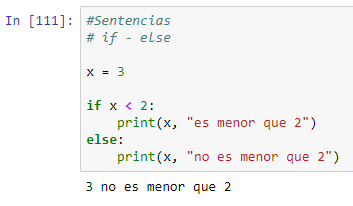 In [111]: #Sentencias
# if - else
x = 3
if x < 2:
print(x, "es menor que 2")
else:
print(x, "no es menor que 2")
3 no es menor que 2